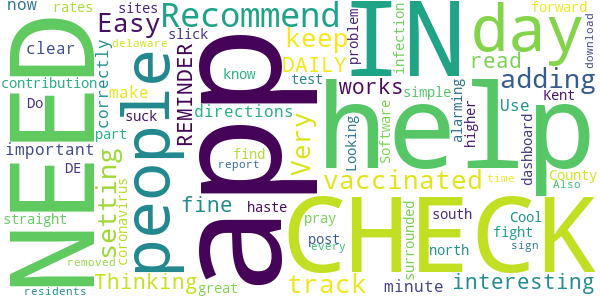 now
sites
Easy
slick
Recommend
IN
day
forward
rates
delaware
keep
problem
infection
download
clear
correctly
REMINDER
DAILY
read
contribution
know
test
works
adding
NEED
people
app
help
Do
make
directions
simple
Use
Kent
suck
Very
Looking
Software
alarming
higher
dashboard
important
part
find
DE
setting
coronavirus
report
vaccinated
time
County
Also
fine
haste
CHECK
straight
pray
surrounded
south
Cool
post
fight
north
sign
every
removed
Thinking
great
track
minute
interesting
residents